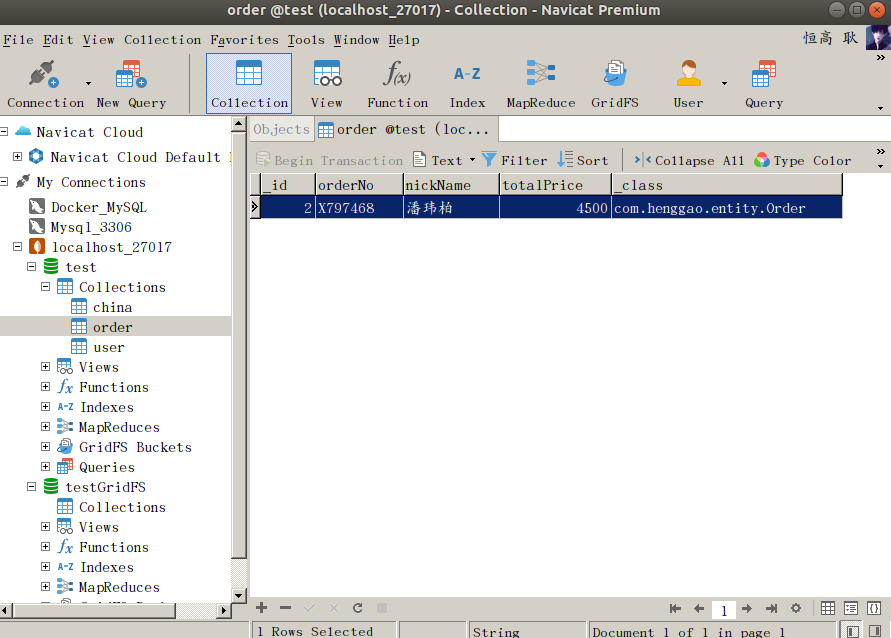 order @test (localhost_27017) - Collection - Navicat Premium
File Edit View Collection Favorites Tools Window Help 恒高 耿
Connection New Query Collection View Function Index MapReduce GridFS User Query
Navicat Cloud
Navicat Cloud Default
My Connections
Docker_MySQL
Mysql_3306
localhost_27017
test
Collections
china
order
user
Views
Functions
Indexes
MapReduces
GridFS Buckets
Queries
testGridFS
Collections
Views
Functions
Indexes
MapReduces
Objects order @test (loc...
Begin Transaction Text Filter Sort Collapse All Type Color
_id orderNo nickName totalPrice _class
2 X797468 潘玮柏 4500 com.henggao.entity.Order
1
1 Rows Selected String Document 1 of 1 in page 1